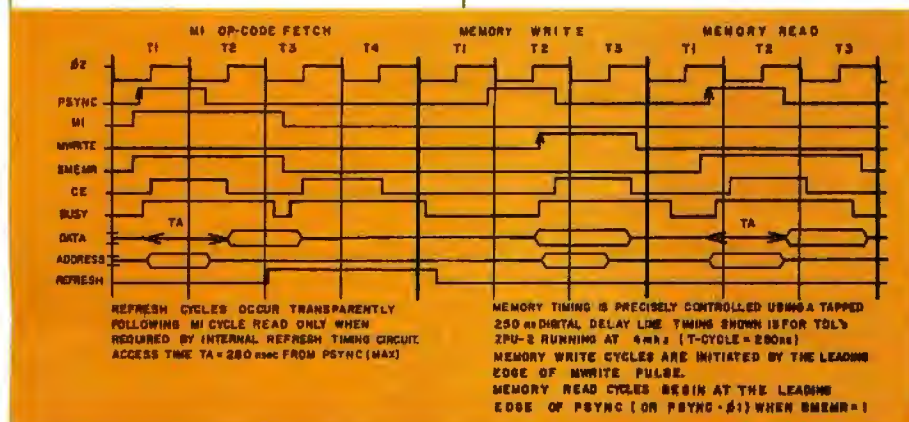 M1 OP-CODE FETCH MEMORY WRITE MEMORY READ
T1 T2 T3 T4 T1 T2 T3 T1 T2 T3
Ø2
PSYNC
M1
MWRITE
SMEMR
CE
BUSY
TA TA
DATA
ADDRESS
REFRESH
REFRESH CYCLES OCCUR TRANSPARENTLY
FOLLOWING M1 CYCLE READ ONLY WHEN
REQUIRED BY INTERNAL REFRESH TIMING CIRCUIT.
ACCESS TIME TA = 250 nsec FROM PSYNC (MAX)
MEMORY TIMING IS PRECISELY CONTROLLED USING A TAPPED
250 ns DIGITAL DELAY LINE TIMING SHOWN IS FOR TDL's
ZPU-2 RUNNING AT 4 mhz (T-CYCLE = 250ns)
MEMORY WRITE CYCLES ARE INITIATED BY THE LEADING
EDGE OF MWRITE PULSE.
MEMORY READ CYCLES BEGIN AT THE LEADING
EDGE OF PSYNC (OR PSYNC · Ø1) WHEN SMEMR = 1